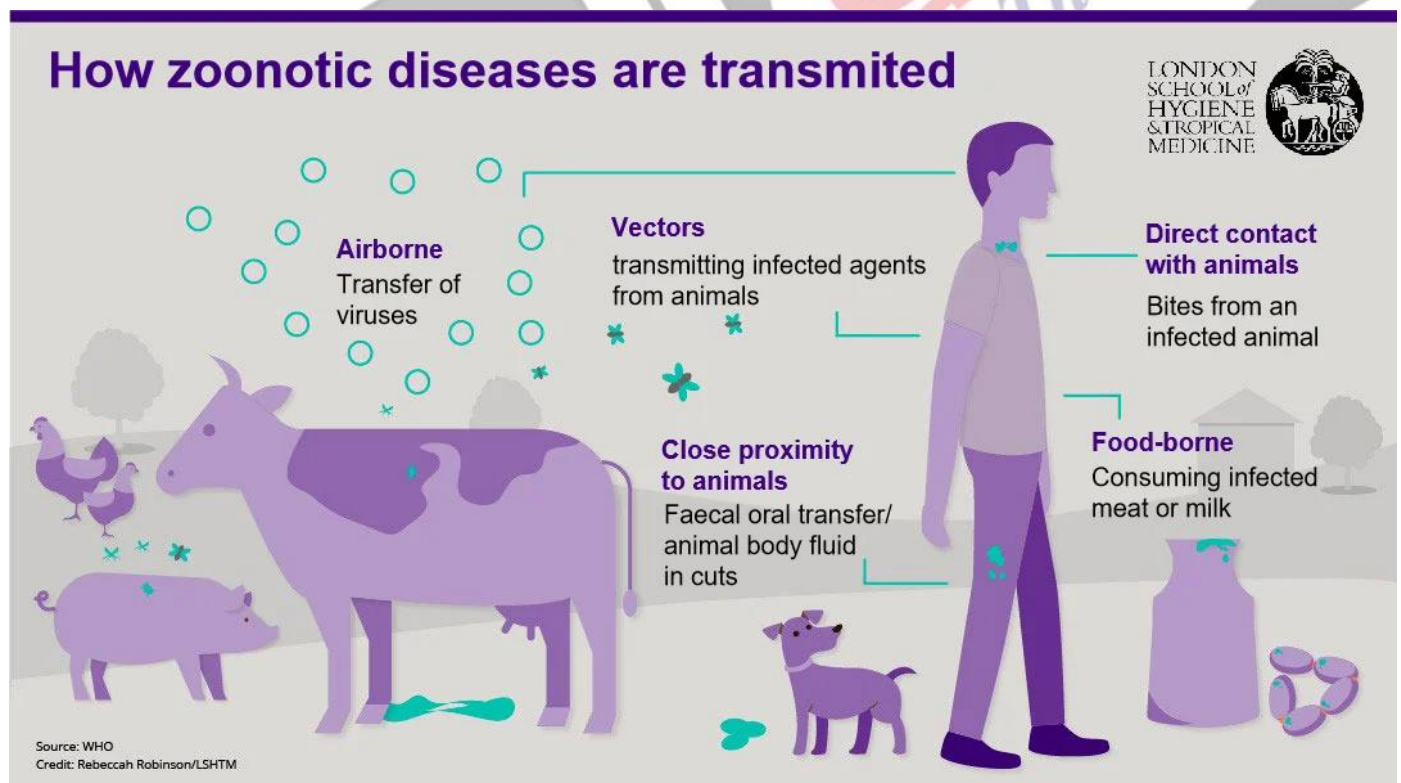 How zoonotic diseases are transmited
LONDON
SCHOOL of
HYGIENE
& TROPICAL
MEDICINE
Airborne
Transfer of
viruses
Vectors
transmitting infected agents
from animals
Direct contact
with animals
Bites from an
infected animal
Close proximity
to animals
Faecal oral transfer/
animal body fluid
in cuts
Food-borne
Consuming infected
meat or milk
Source: WHO
Credit: Rebeccah Robinson/LSHTM